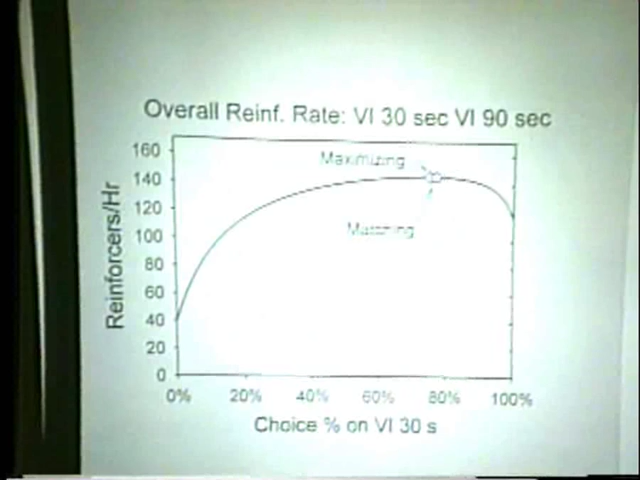 Overall Reinf. Rate: VI 30 sec VI 90 sec
Reinforcers/Hr
160
140
120
100
80
60
40
20
0
Maximizing
Matching
0% 20% 40% 60% 80% 100%
Choice % on VI 30 s